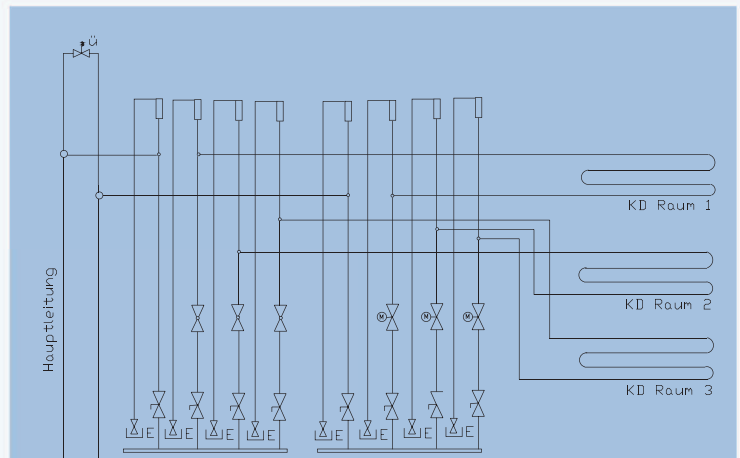 Ü
KD Raum 1
Hauptleitung
KD Raum 2
M M M
KD Raum 3
E E E E E E E E